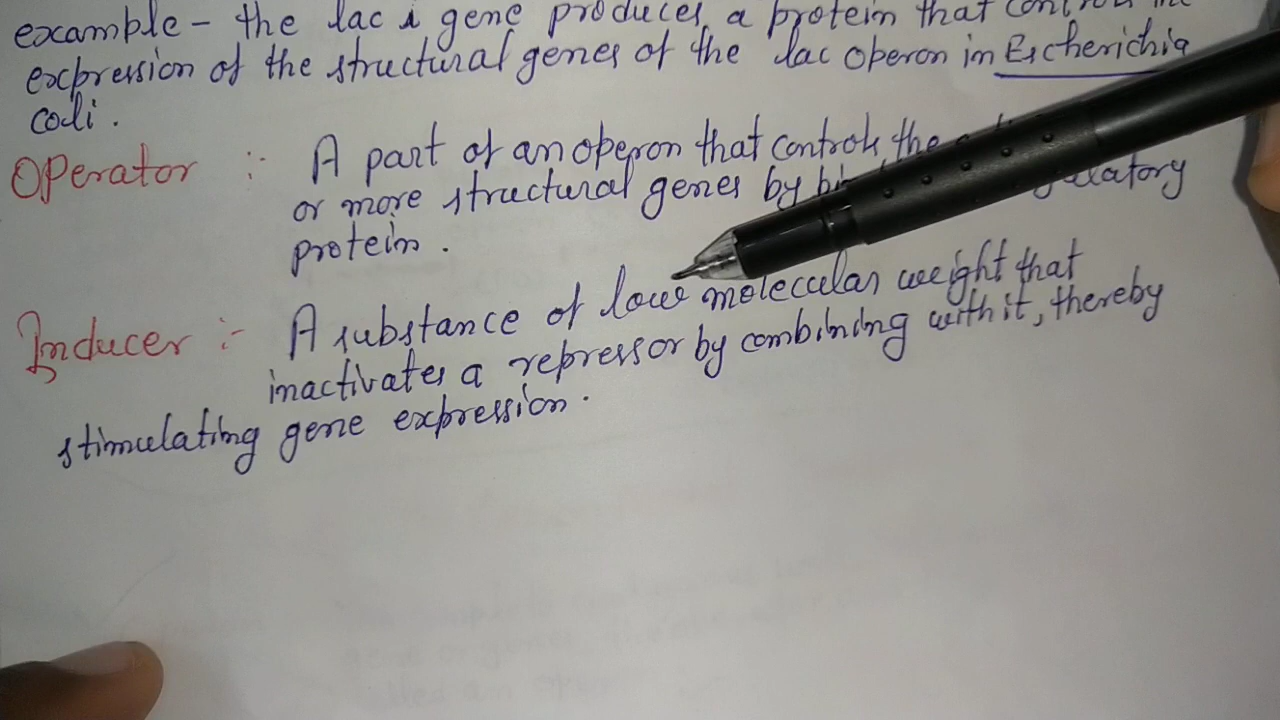 example - the lac i gene produces a protein that
expression of the structural genes of the lac operon in Escherichia
coli.
Operator :- A part of an operon that controls the
or more structural genes by
protein.
Inducer :- A substance of low molecular weight that
inactivates a repressor by combining with it, thereby
stimulating gene expression.